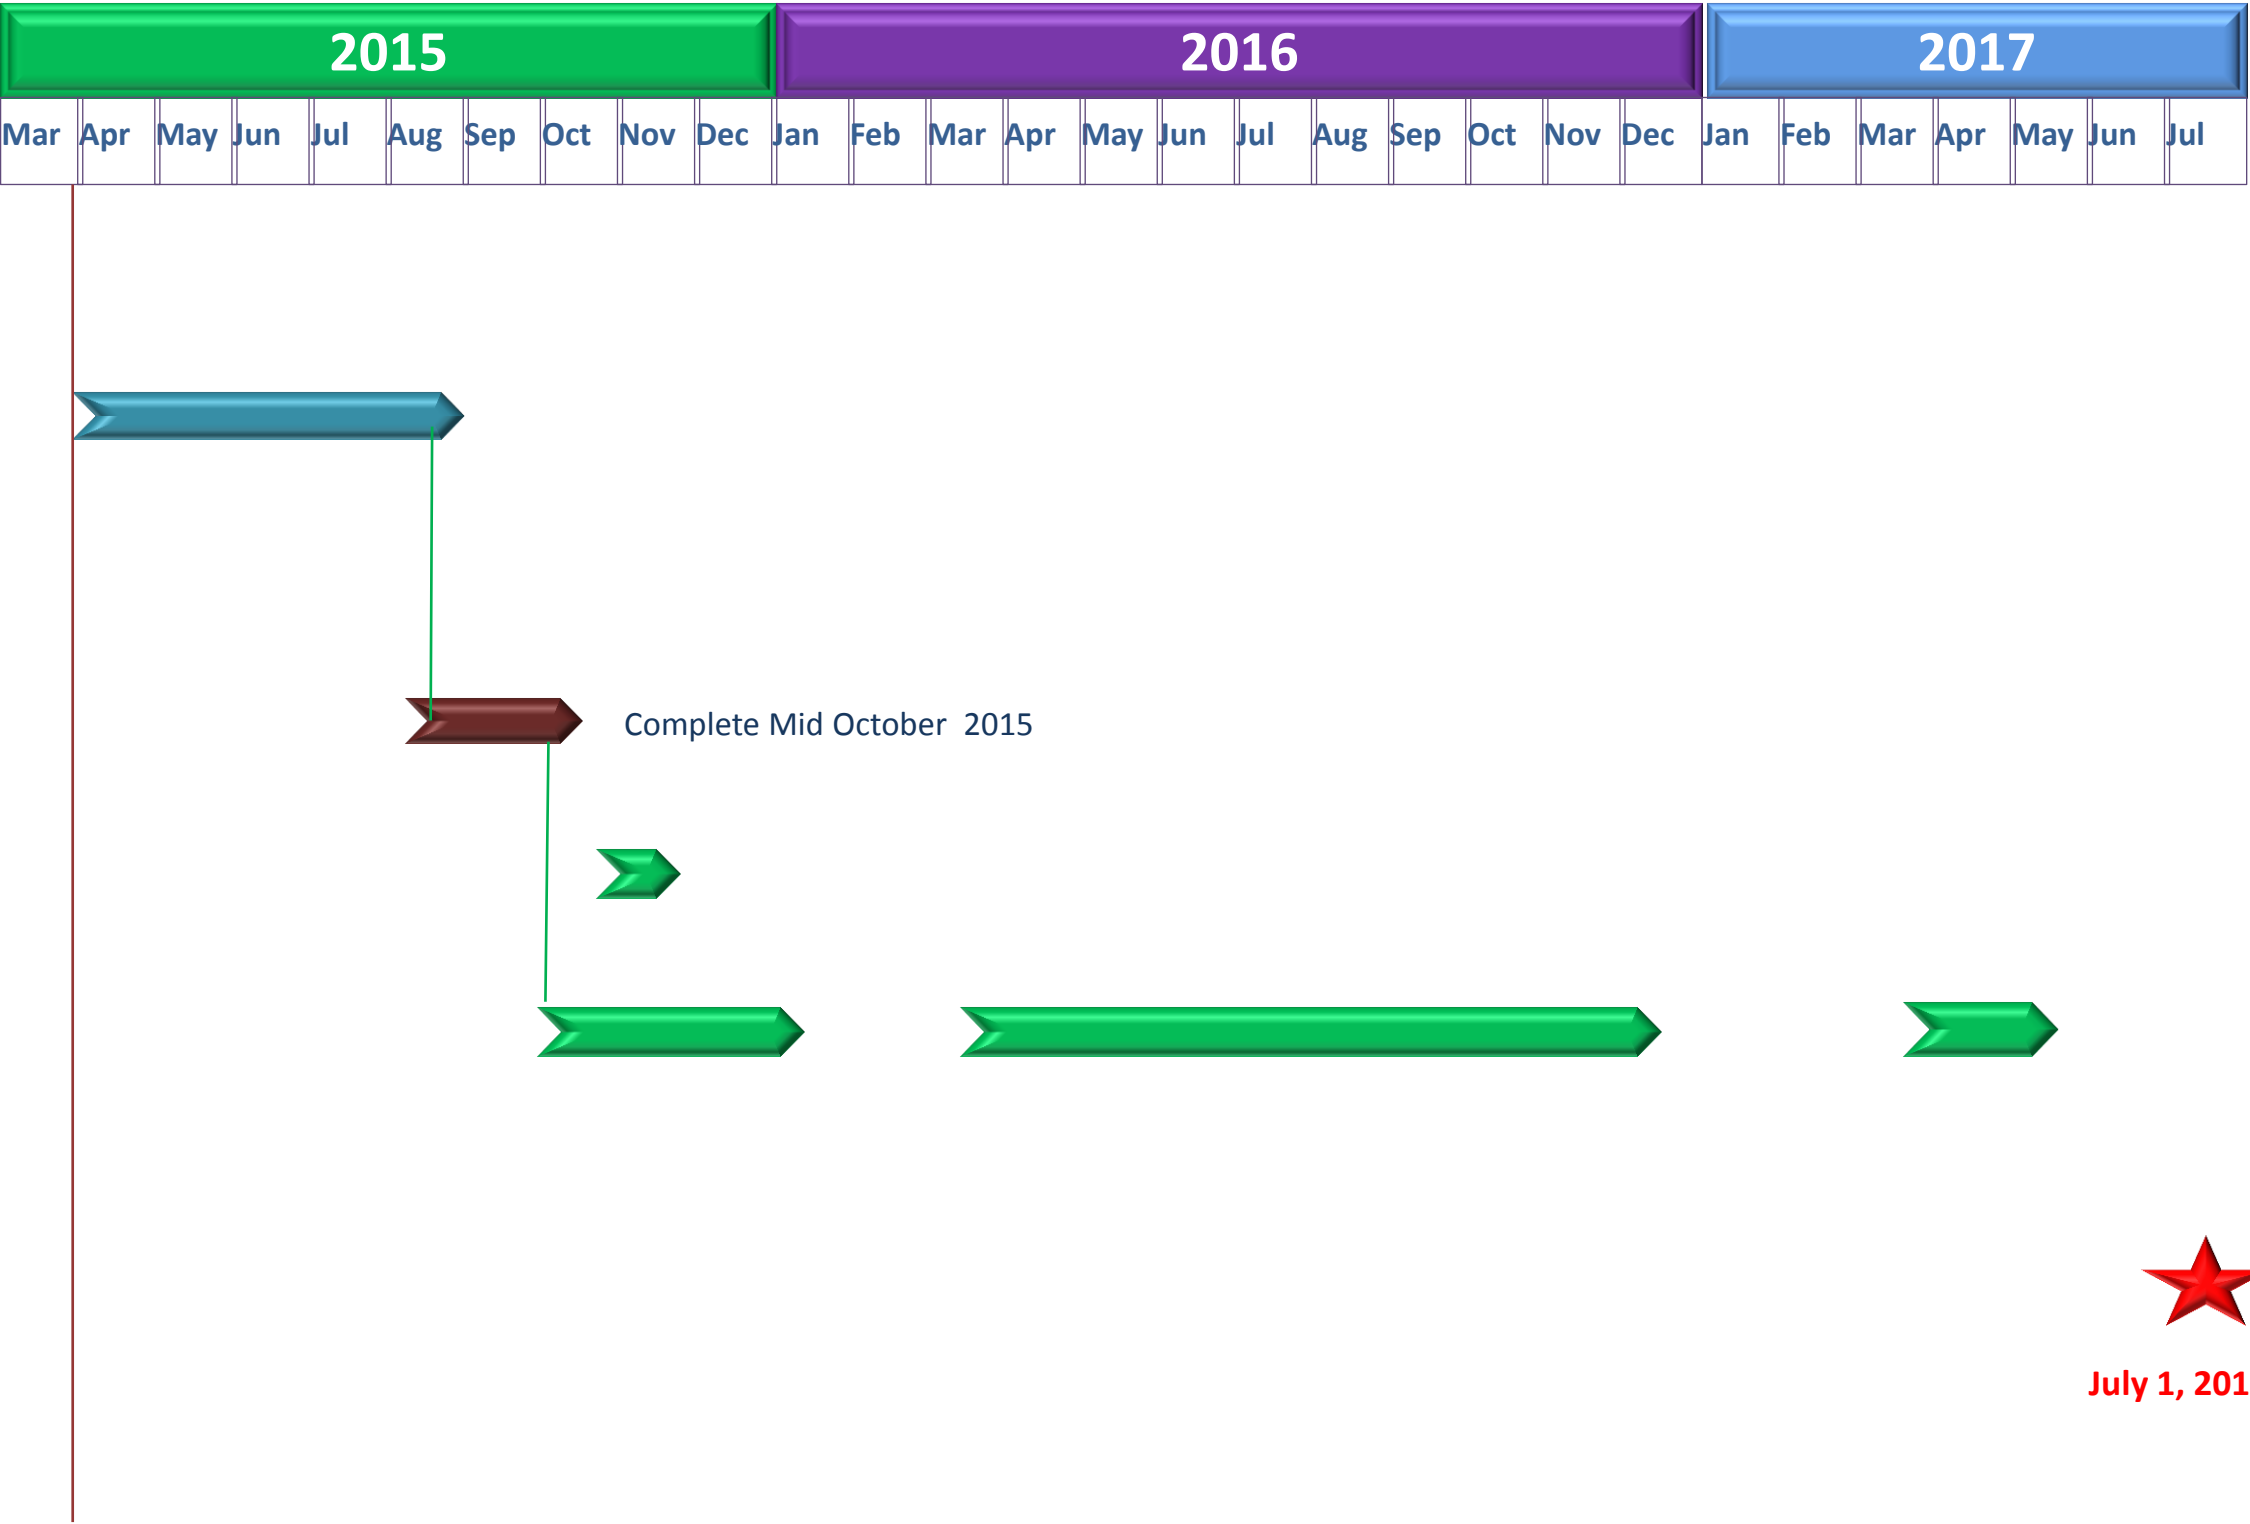 2015 2016 2017
Mar Apr May Jun Jul Aug Sep Oct Nov Dec Jan Feb Mar Apr May Jun Jul Aug Sep Oct Nov Dec Jan Feb Mar Apr May Jun Jul
Complete Mid October 2015
July 1, 201